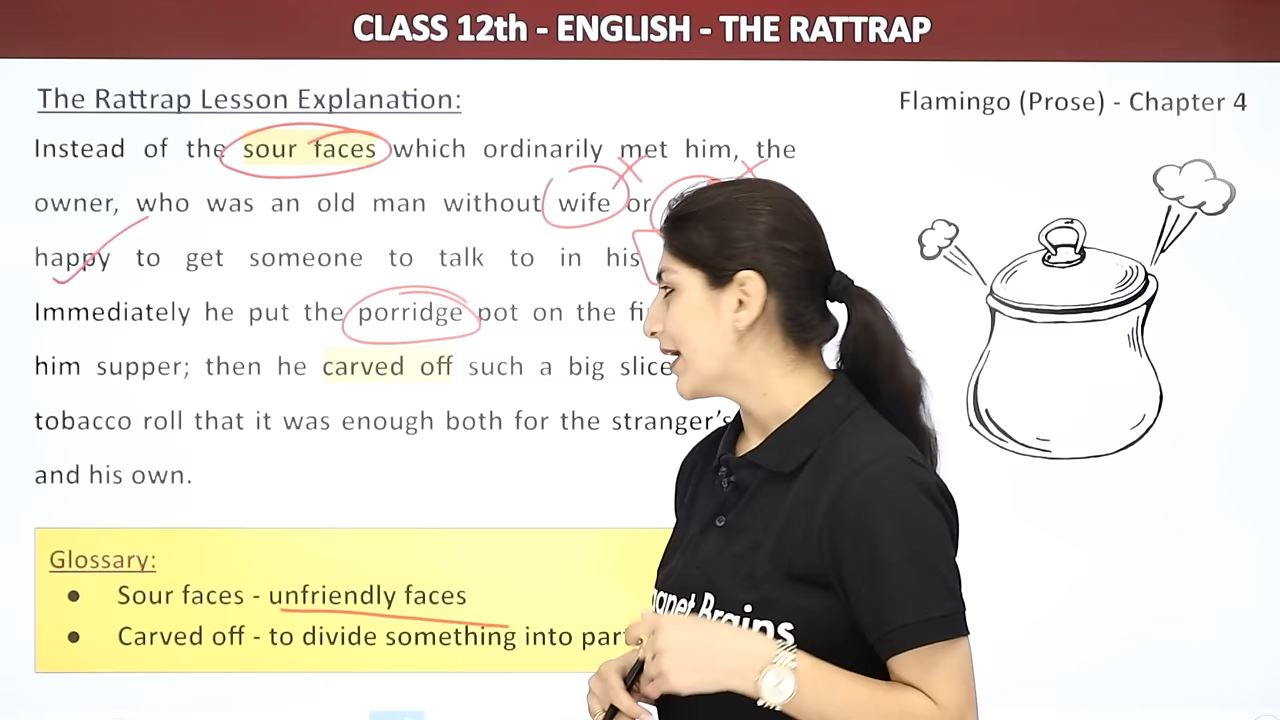 CLASS 12th - ENGLISH - THE RATTRAP
The Rattrap Lesson Explanation:
Flamingo (Prose) - Chapter 4
Instead of the sour faces which ordinarily met him, the
owner, who was an old man without wife or
happy to get someone to talk to in his
Immediately he put the porridge pot on the
him supper; then he carved off such a big slice
tobacco roll that it was enough both for the stranger's
and his own.
Glossary:
● Sour faces - unfriendly faces
● Carved off - to divide something into
Brains